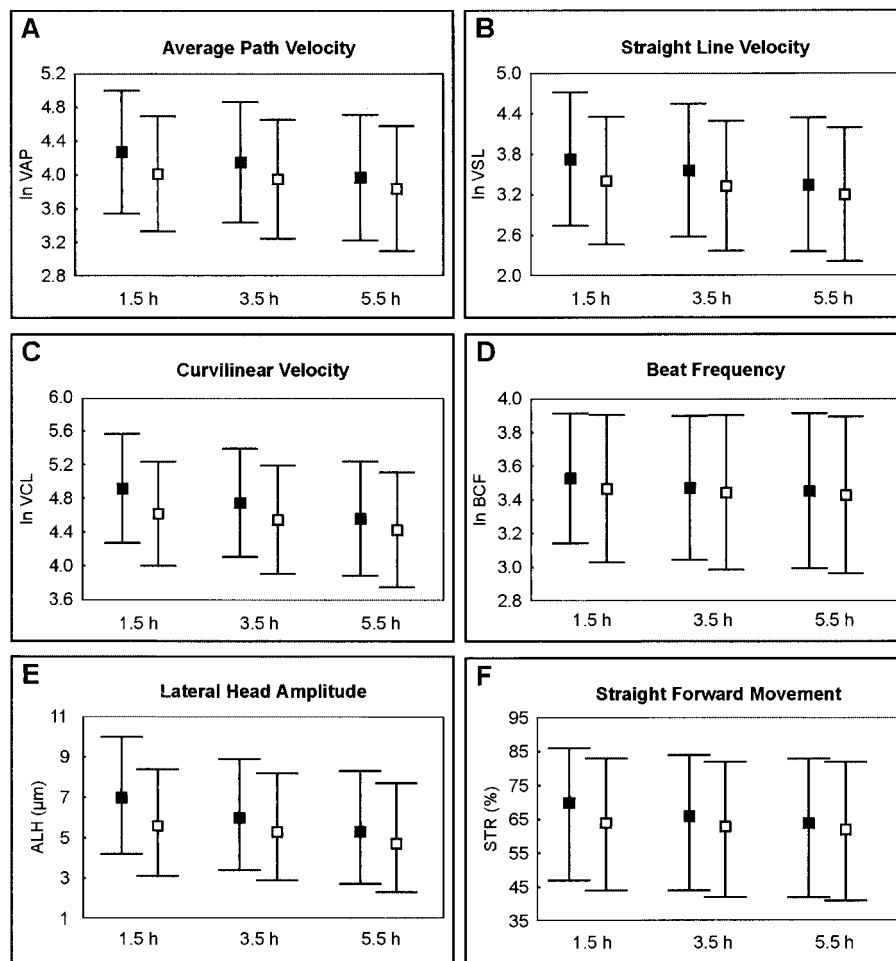 A
Average Path Velocity
5.2
4.8
4.4
4.0
3.6
3.2
2.8
ln VAP
1.5 h 3.5 h 5.5 h
B
Straight Line Velocity
5.0
4.4
3.8
3.2
2.6
2.0
ln VSL
1.5 h 3.5 h 5.5 h
C
Curvilinear Velocity
6.0
5.6
5.2
4.8
4.4
4.0
3.6
ln VCL
1.5 h 3.5 h 5.5 h
D
Beat Frequency
4.0
3.8
3.6
3.4
3.2
3.0
2.8
ln BCF
1.5 h 3.5 h 5.5 h
E
Lateral Head Amplitude
11
9
7
5
3
1
ALH (µm)
1.5 h 3.5 h 5.5 h
F
Straight Forward Movement
95
85
75
65
55
45
35
STR (%)
1.5 h 3.5 h 5.5 h